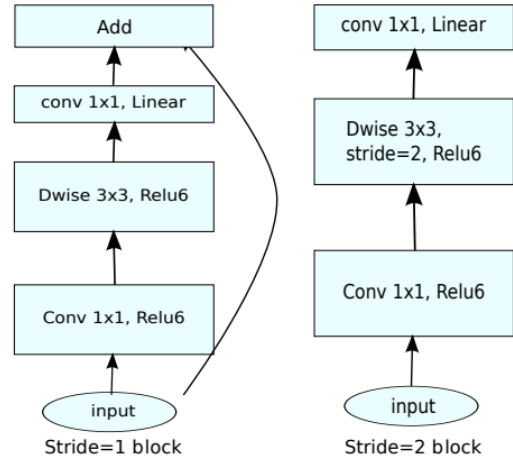 Add
conv 1x1, Linear
Dwise 3x3, Relu6
Conv 1x1, Relu6
input
Stride=1 block
conv 1x1, Linear
Dwise 3x3,
stride=2, Relu6
Conv 1x1, Relu6
input
Stride=2 block